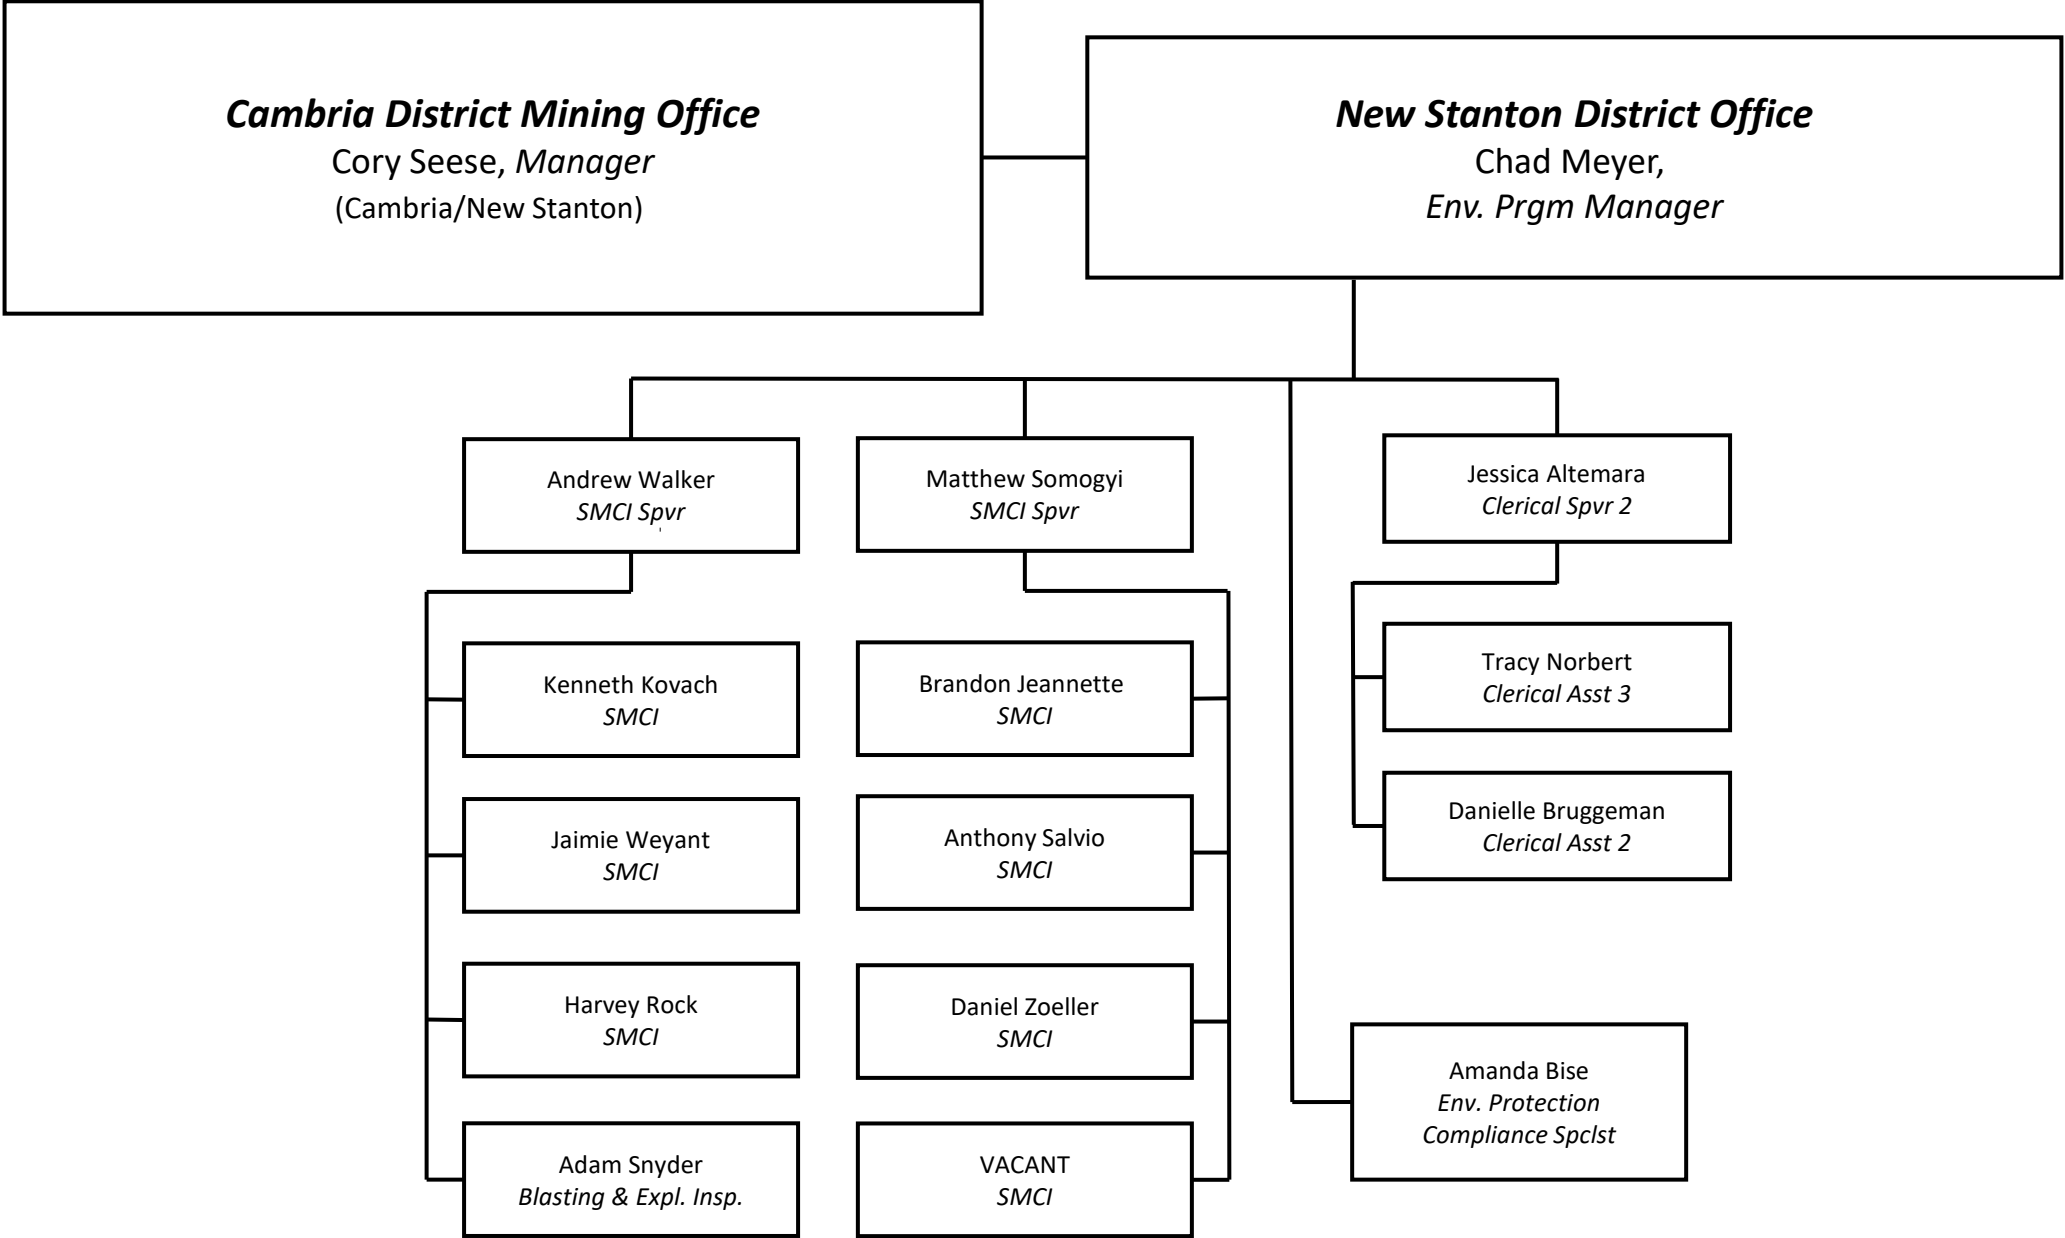 Cambria District Mining Office
Cory Seese, Manager
(Cambria/New Stanton)
New Stanton District Office
Chad Meyer,
Env. Prgm Manager
Andrew Walker
SMCI Spvr
'
Kenneth Kovach
SMCI
Jaimie Weyant
SMCI
Harvey Rock
SMCI
Adam Snyder
Blasting & Expl. Insp.
Matthew Somogyi
SMCI Spvr
Brandon Jeannette
SMCI
Anthony Salvio
SMCI
Daniel Zoeller
SMCI
VACANT
SMCI
Jessica Altemara
Clerical Spvr 2
Tracy Norbert
Clerical Asst 3
Danielle Bruggeman
Clerical Asst 2
Amanda Bise
Env. Protection
Compliance Spclst